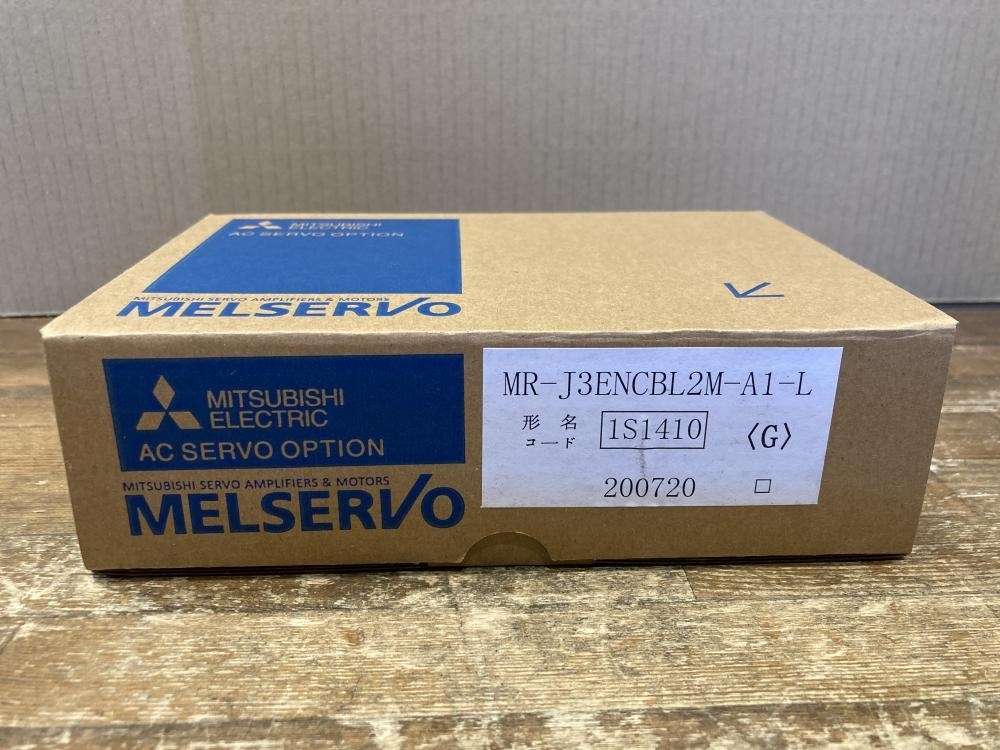 MITSUBISHI
ELECTRIC
AC SERVO OPTION
MITSUBISHI SERVO AMPLIFIERS & MOTORS
MELSERVO
MITSUBISHI
ELECTRIC
AC SERVO OPTION
MITSUBISHI SERVO AMPLIFIERS & MOTORS
MELSERVO
MR-J3ENCBL2M-A1-L
形名
コード
1S1410
〈G〉
200720 □